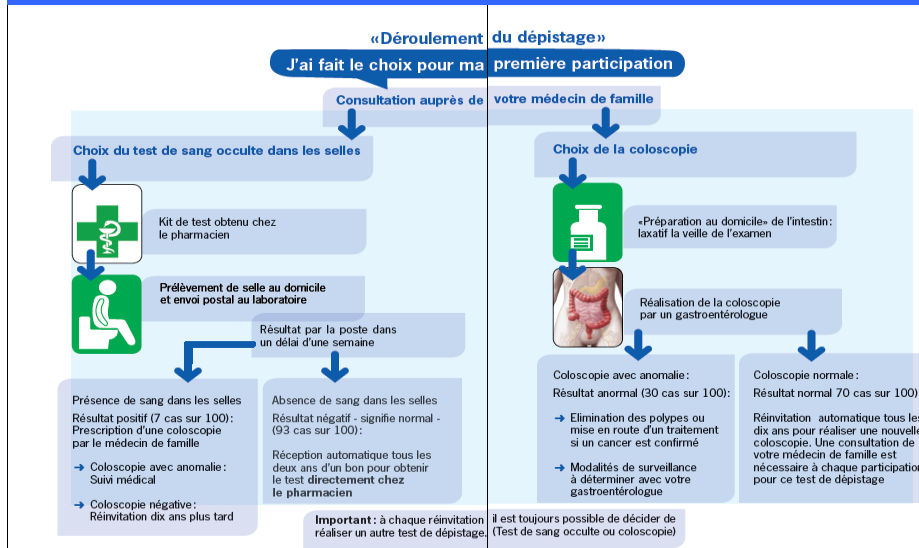 «Déroulement du dépistage»
J'ai fait le choix pour ma première participation
Consultation auprès de votre médecin de famille
Choix du test de sang occulte dans les selles
Kit de test obtenu chez
le pharmacien
Prélèvement de selle au domicile
et envoi postal au laboratoire
Résultat par la poste dans
un délai d'une semaine
Présence de sang dans les selles
Résultat positif (7 cas sur 100):
Prescription d'une coloscopie
par le médecin de famille
Coloscopie avec anomalie:
Suivi médical
Coloscopie négative:
Réinvitation dix ans plus tard
Absence de sang dans les selles
Résultat négatif - signifie normal -
(93 cas sur 100):
Réception automatique tous les
deux ans d'un bon pour obtenir
le test directement chez
le pharmacien
Choix de la coloscopie
«Préparation au domicile» de l'intestin:
laxatif la veille de l'examen
Réalisation de la coloscopie
par un gastroentérologue
Coloscopie avec anomalie:
Résultat anormal (30 cas sur 100):
Elimination des polypes ou
mise en route d'un traitement
si un cancer est confirmé
Modalités de surveillance
à déterminer avec votre
gastroentérologue
Coloscopie normale:
Résultat normal 70 cas sur 100)
Réinvitation automatique tous les
dix ans pour réaliser une nouvelle
coloscopie. Une consultation de
votre médecin de famille est
nécessaire à chaque participation
pour ce test de dépistage
Important : à chaque réinvitation il est toujours possible de décider de
réaliser un autre test de dépistage. (Test de sang occulte ou coloscopie)